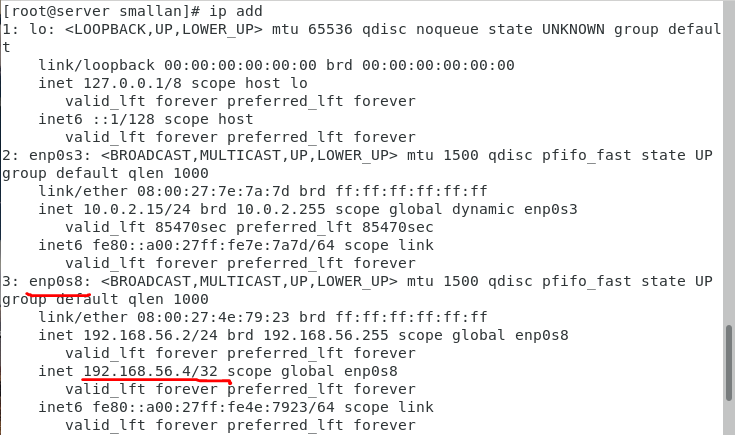 [root@server smallan]# ip add
1: lo: <LOOPBACK,UP,LOWER_UP> mtu 65536 qdisc noqueue state UNKNOWN group defaul
t
link/loopback 00:00:00:00:00:00 brd 00:00:00:00:00:00
inet 127.0.0.1/8 scope host lo
valid_lft forever preferred_lft forever
inet6 ::1/128 scope host
valid_lft forever preferred_lft forever
2: enp0s3: <BROADCAST,MULTICAST,UP,LOWER_UP> mtu 1500 qdisc pfifo_fast state UP
group default qlen 1000
link/ether 08:00:27:7e:7a:7d brd ff:ff:ff:ff:ff:ff
inet 10.0.2.15/24 brd 10.0.2.255 scope global dynamic enp0s3
valid_lft 85470sec preferred_lft 85470sec
inet6 fe80::a00:27ff:fe7e:7a7d/64 scope link
valid_lft forever preferred_lft forever
3: enp0s8: <BROADCAST,MULTICAST,UP,LOWER_UP> mtu 1500 qdisc pfifo_fast state UP
group default qlen 1000
link/ether 08:00:27:4e:79:23 brd ff:ff:ff:ff:ff:ff
inet 192.168.56.2/24 brd 192.168.56.255 scope global enp0s8
valid_lft forever preferred_lft forever
inet 192.168.56.4/32 scope global enp0s8
valid_lft forever preferred_lft forever
inet6 fe80::a00:27ff:fe4e:7923/64 scope link
valid_lft forever preferred_lft forever